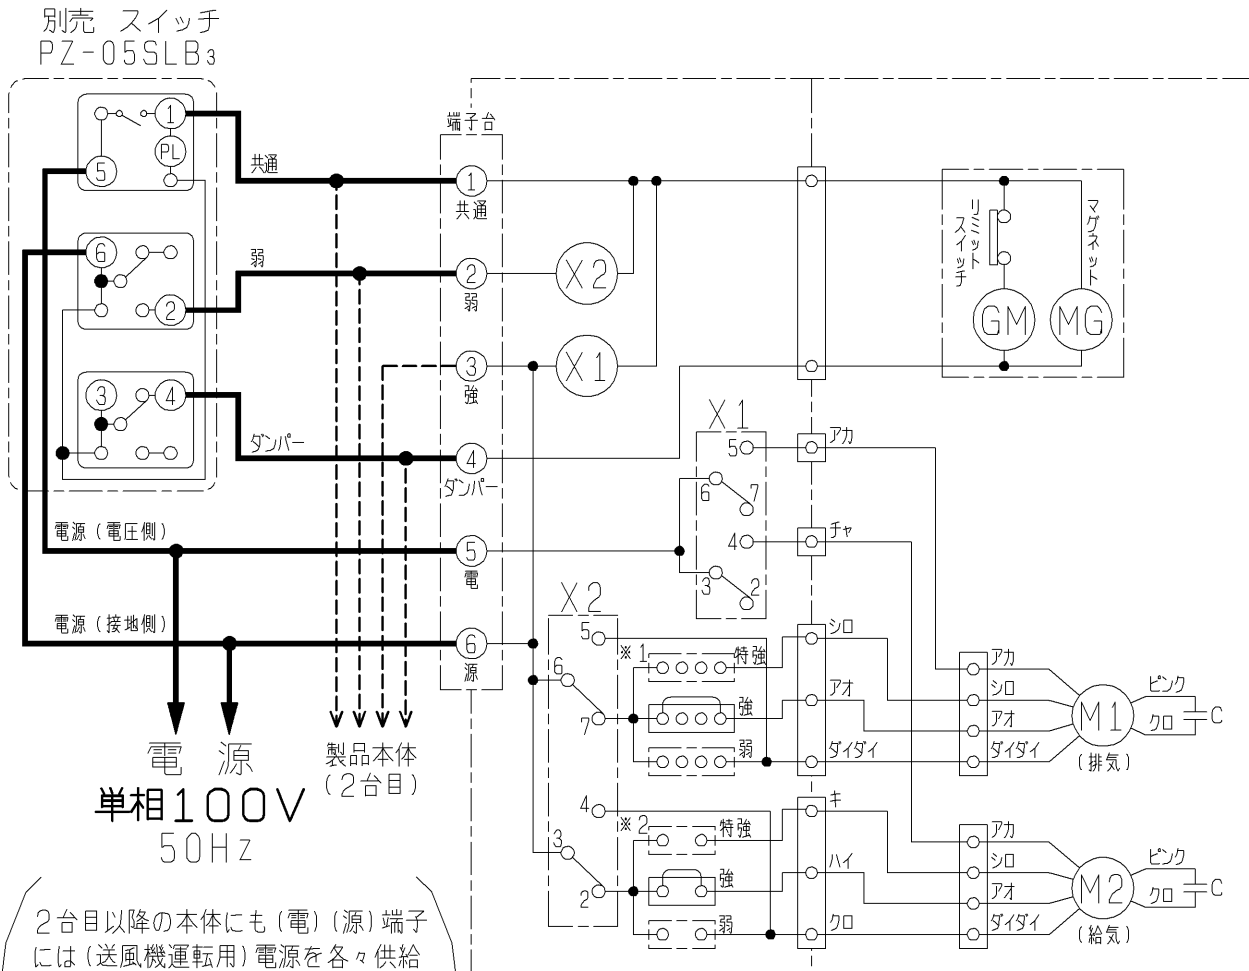 別売 スイッチ
PZ-05SLB3
1
PL
5
6
2
3
4
共通
弱
ダンパー
電源(電圧側)
電源(接地側)
端子台
1
共通
2
弱
3
強
4
ダンパー
5
電
6
源
X2
X1
リミット
スイッチ
マグネット
GM
MG
X1
5
6
7
4
3
2
アカ
チャ
X2
5
6
7
4
3
2
※1
特強
強
弱
※2
特強
強
弱
シロ
アオ
ダイダイ
キ
ハイ
クロ
アカ
シロ
アオ
ダイダイ
M1
(排気)
ピンク
クロ
C
アカ
シロ
アオ
ダイダイ
M2
(給気)
ピンク
クロ
C
電 源
単相100V
50Hz
製品本体
(2台目)
2台目以降の本体にも(電)(源)端子
には(送風機運転用)電源を各々供給